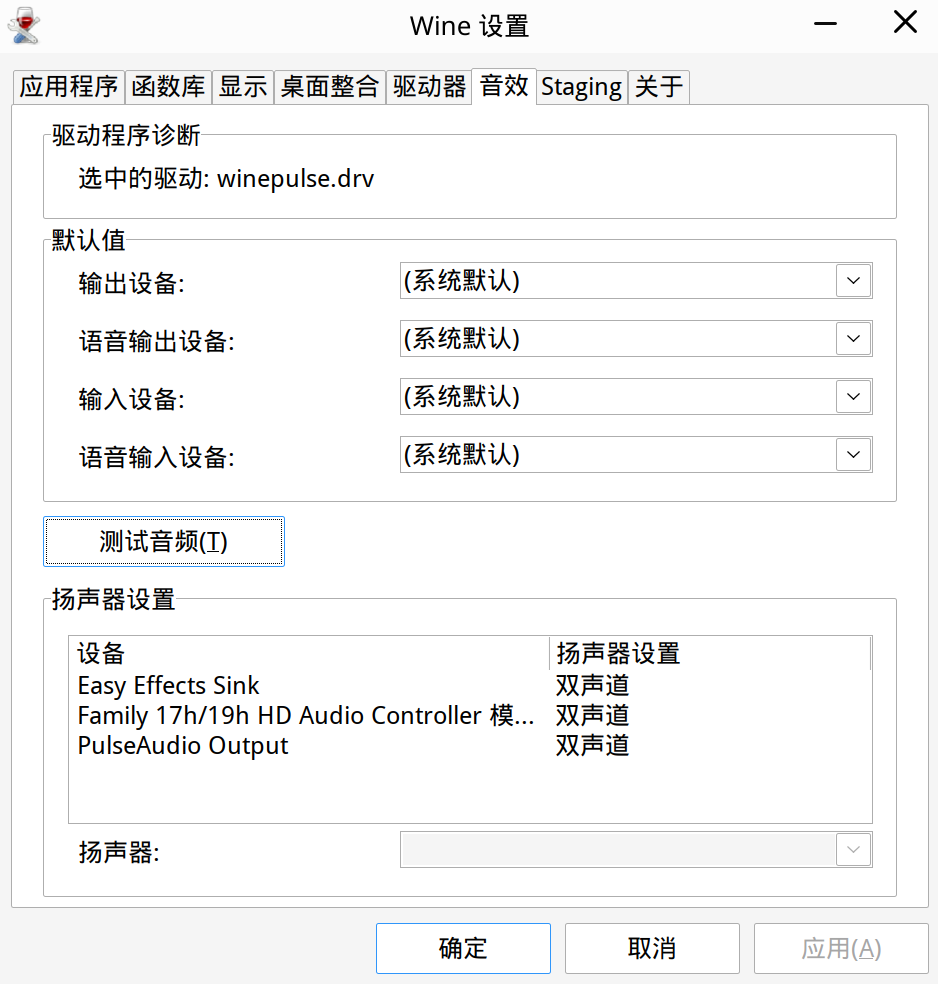 Wine 设置
应用程序 函数库 显示 桌面整合 驱动器 音效 Staging 关于
驱动程序诊断
选中的驱动: winepulse.drv
默认值
输出设备: (系统默认)
语音输出设备: (系统默认)
输入设备: (系统默认)
语音输入设备: (系统默认)
测试音频(T)
扬声器设置
设备 扬声器设置
Easy Effects Sink 双声道
Family 17h/19h HD Audio Controller 模... 双声道
PulseAudio Output 双声道
扬声器:
确定 取消 应用(A)